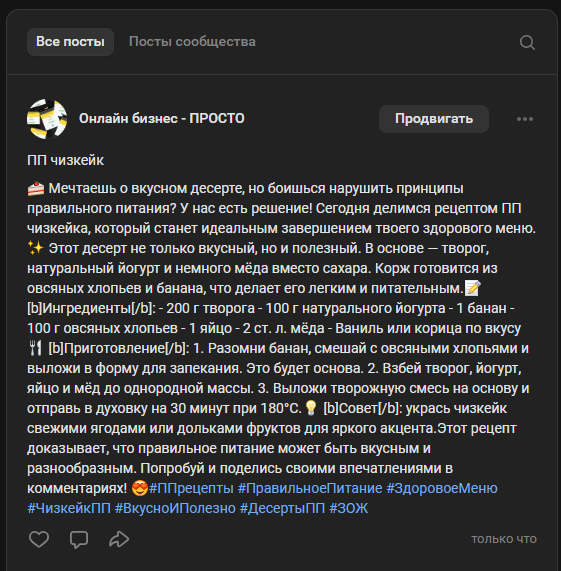 Все посты Посты сообщества
Онлайн бизнес - ПРОСТО Продвигать
ПП чизкейк
🍰 Мечтаешь о вкусном десерте, но боишься нарушить принципы
правильного питания? У нас есть решение! Сегодня делимся рецептом ПП
чизкейка, который станет идеальным завершением твоего здорового меню.
✨ Этот десерт не только вкусный, но и полезный. В основе — творог,
натуральный йогурт и немного мёда вместо сахара. Корж готовится из
овсяных хлопьев и банана, что делает его легким и питательным.📝
[b]Ингредиенты[/b]: - 200 г творога - 100 г натурального йогурта - 1 банан -
100 г овсяных хлопьев - 1 яйцо - 2 ст. л. мёда - Ваниль или корица по вкусу
🍴 [b]Приготовление[/b]: 1. Разомни банан, смешай с овсяными хлопьями и
выложи в форму для запекания. Это будет основа. 2. Взбей творог, йогурт,
яйцо и мёд до однородной массы. 3. Выложи творожную смесь на основу и
отправь в духовку на 30 минут при 180°C.💡 [b]Совет[/b]: укрась чизкейк
свежими ягодами или дольками фруктов для яркого акцента.Этот рецепт
доказывает, что правильное питание может быть вкусным и
разнообразным. Попробуй и поделись своими впечатлениями в
комментариях! 😍#ППрецепты #ПравильноеПитание #ЗдоровоеМеню
#ЧизкейкПП #ВкусноИПолезно #ДесертыПП #ЗОЖ
только что